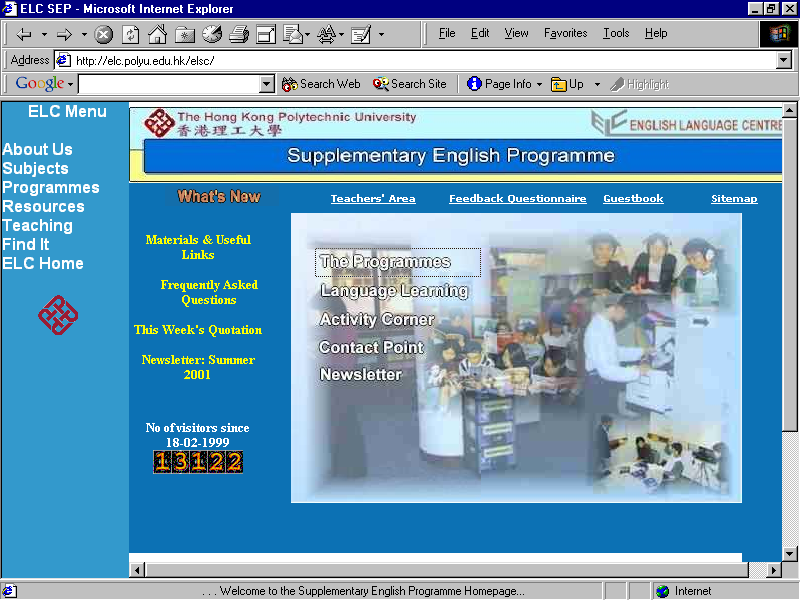 ELC SEP - Microsoft Internet Explorer
File Edit View Favorites Tools Help
Address http://elc.polyu.edu.hk/elsc/
Google Search Web Search Site Page Info Up Highlight
ELC Menu
About Us
Subjects
Programmes
Resources
Teaching
Find It
ELC Home
The Hong Kong Polytechnic University
香港理工大學
ENGLISH LANGUAGE CENTRE
Supplementary English Programme
What's New
Teachers' Area Feedback Questionnaire Guestbook Sitemap
Materials & Useful
Links
Frequently Asked
Questions
This Week's Quotation
Newsletter: Summer
2001
No of visitors since
18-02-1999
13122
The Programmes
Language Learning
Activity Corner
Contact Point
Newsletter
. . . Welcome to the Supplementary English Programme Homepage...
Internet